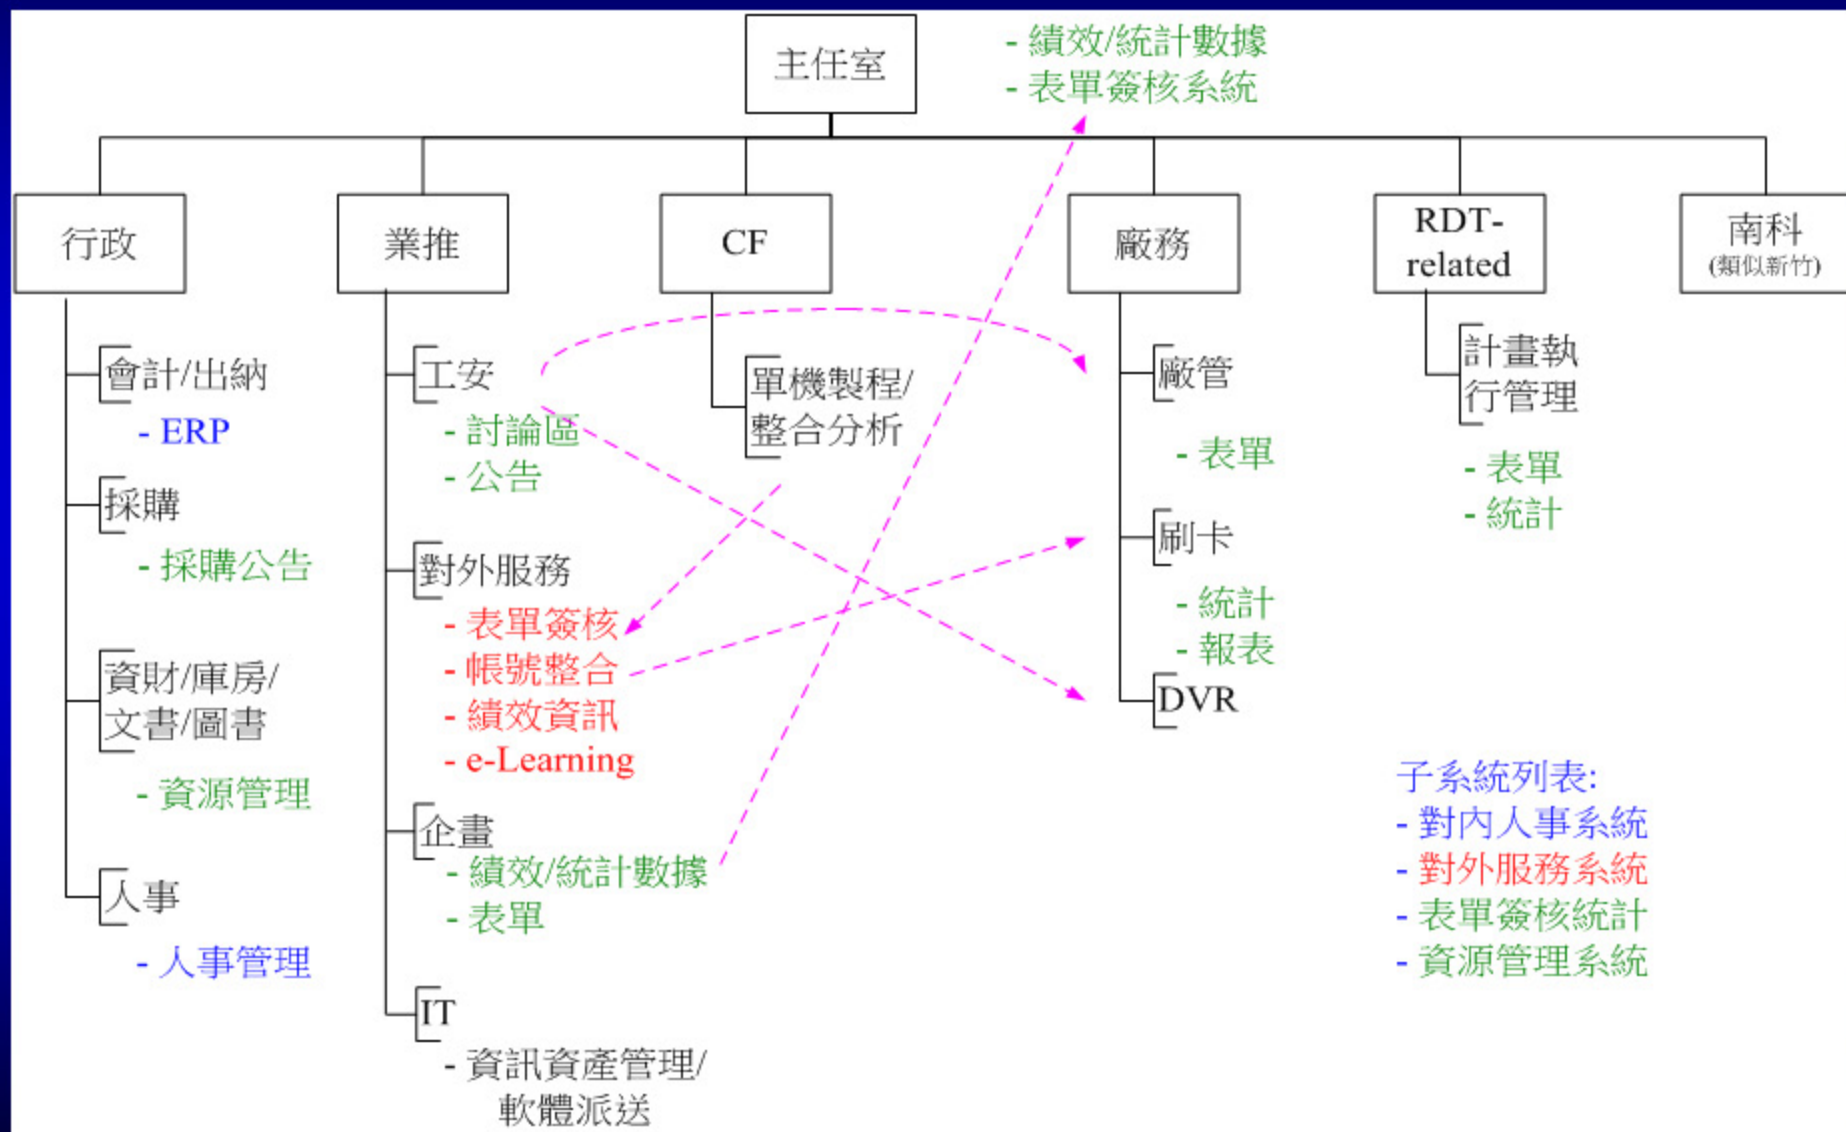 主任室
- 績效/統計數據
- 表單簽核系統
行政
業推
CF
廠務
RDT-
related
南科
(類似新竹)
會計/出納
- ERP
採購
- 採購公告
資財/庫房/
文書/圖書
- 資源管理
人事
- 人事管理
工安
- 討論區
- 公告
對外服務
- 表單簽核
- 帳號整合
- 績效資訊
- e-Learning
企畫
- 績效/統計數據
- 表單
IT
- 資訊資產管理/
軟體派送
單機製程/
整合分析
廠管
- 表單
刷卡
- 統計
- 報表
DVR
計畫執
行管理
- 表單
- 統計
子系統列表:
- 對內人事系統
- 對外服務系統
- 表單簽核統計
- 資源管理系統